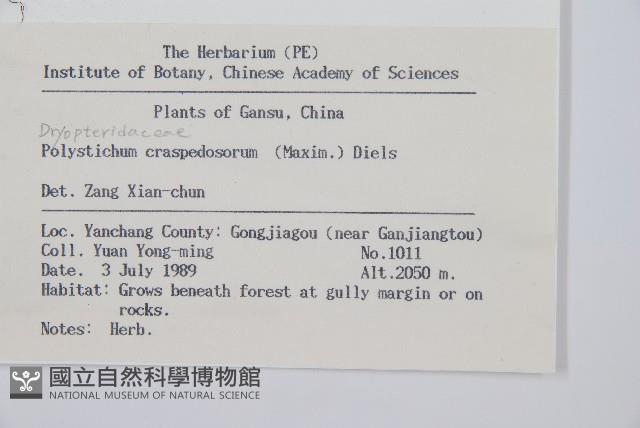 The Herbarium (PE)
Institute of Botany, Chinese Academy of Sciences
Plants of Gansu, China
Dryopteridaceae
Polystichum craspedosorum (Maxim.) Diels
Det. Zang Xian-chun
Loc. Yanchang County: Gongjiagou (near Ganjiangtou)
Coll. Yuan Yong-ming No.1011
Date. 3 July 1989 Alt.2050 m.
Habitat: Grows beneath forest at gully margin or on
rocks.
Notes: Herb.
國立自然科學博物館
NATIONAL MUSEUM OF NATURAL SCIENCE